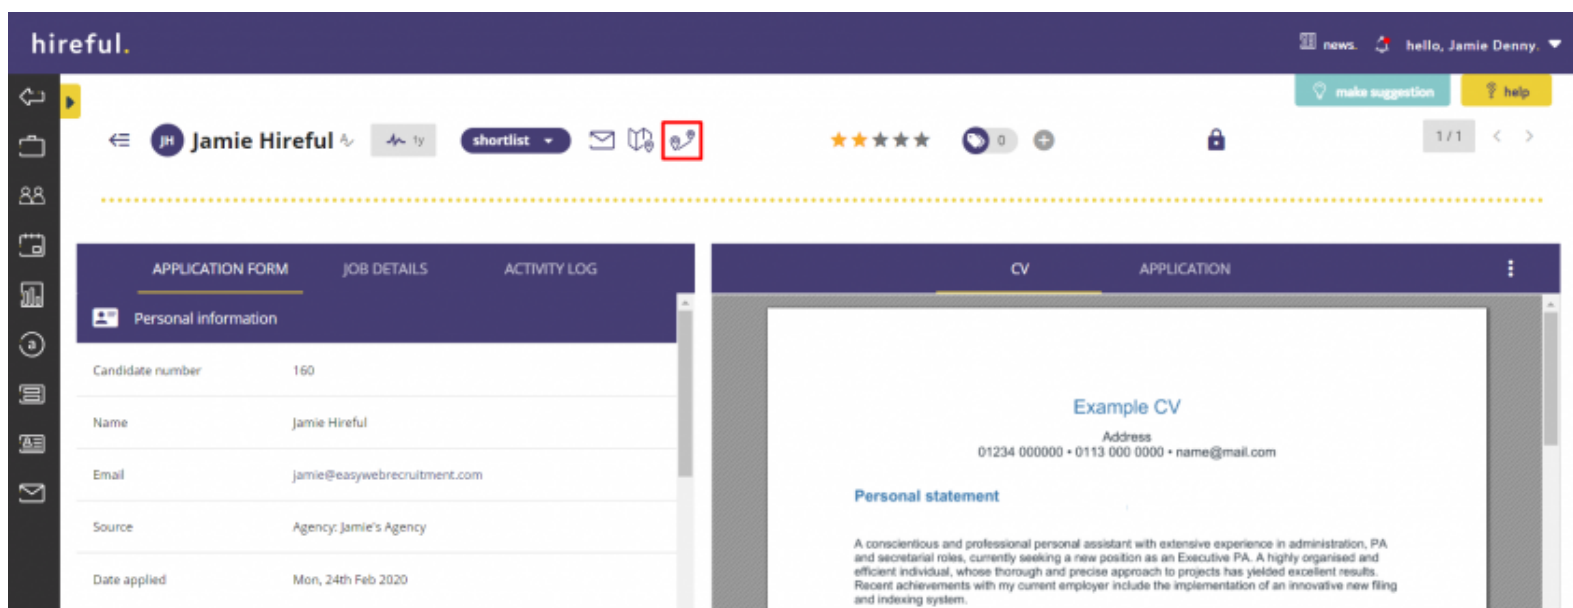 hireful.
news.
hello, Jamie Denny.
make suggestion
help
JH
Jamie Hireful
1y
shortlist
0
1 / 1
APPLICATION FORM
JOB DETAILS
ACTIVITY LOG
Personal information
Candidate number 160
Name Jamie Hireful
Email jamie@easywebrecruitment.com
Source Agency: Jamie's Agency
Date applied Mon, 24th Feb 2020
CV
APPLICATION
Example CV
Address
01234 000000 • 0113 000 0000 • name@mail.com
Personal statement
A conscientious and professional personal assistant with extensive experience in administration, PA
and secretarial roles, currently seeking a new position as an Executive PA. A highly organised and
efficient individual, whose thorough and precise approach to projects has yielded excellent results.
Recent achievements with my current employer include the implementation of an innovative new filing
and indexing system.